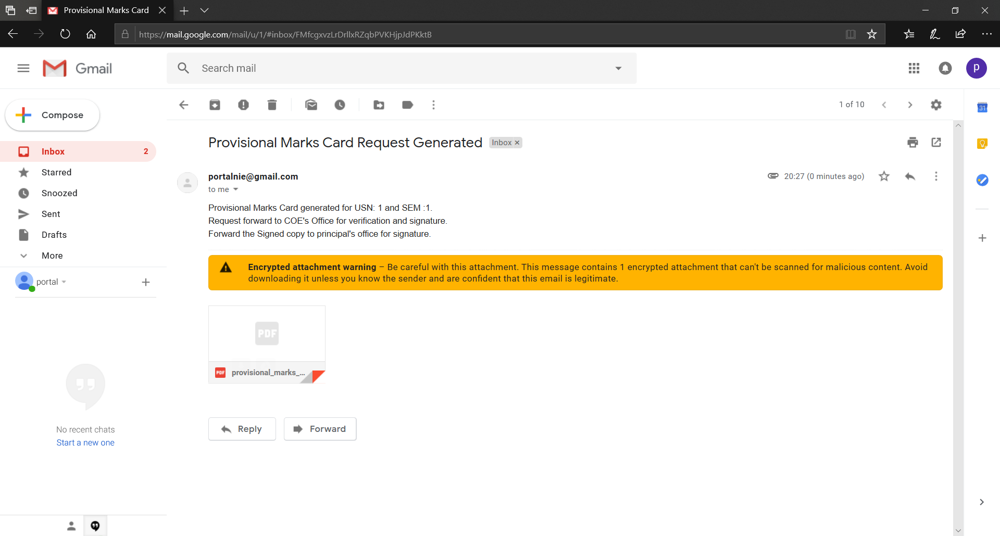 Provisional Marks Card
https://mail.google.com/mail/u/1/#inbox/FMfcgxvzLrDrllxRZqbPVKHjpJdPKktB
Gmail
Search mail
p
Compose
1 of 10
31
Provisional Marks Card Request Generated Inbox ×
Inbox 2
Starred
Snoozed
Sent
Drafts
More
portal
portalnie@gmail.com
20:27 (0 minutes ago)
to me
Provisional Marks Card generated for USN: 1 and SEM :1.
Request forward to COE's Office for verification and signature.
Forward the Signed copy to principal's office for signature.
Encrypted attachment warning – Be careful with this attachment. This message contains 1 encrypted attachment that can't be scanned for malicious content. Avoid
downloading it unless you know the sender and are confident that this email is legitimate.
PDF
PDF provisional_marks_...
Reply
Forward
No recent chats
Start a new one